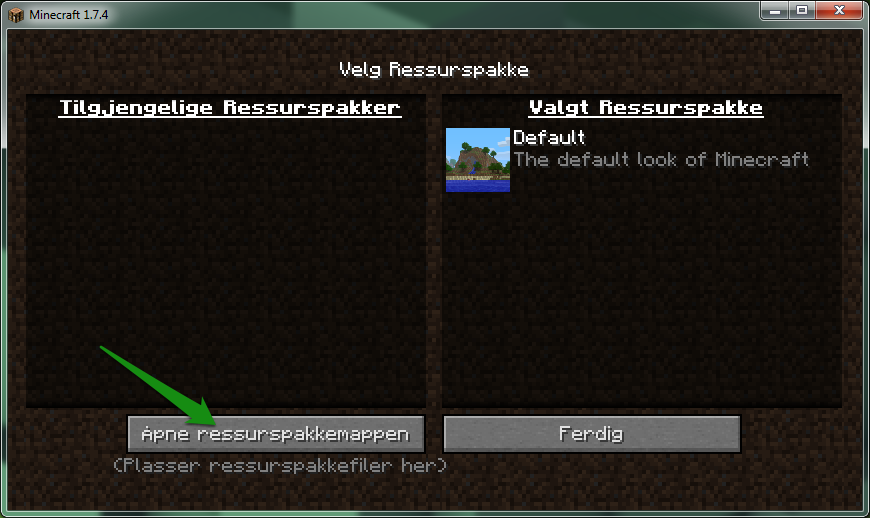 Minecraft 1.7.4
Velg Ressurspakke
Tilgjengelige Ressurspakker
Valgt Ressurspakke
Default
The default look of Minecraft
Åpne ressurspakkemappen
Ferdig
(Plasser ressurspakkefiler her)